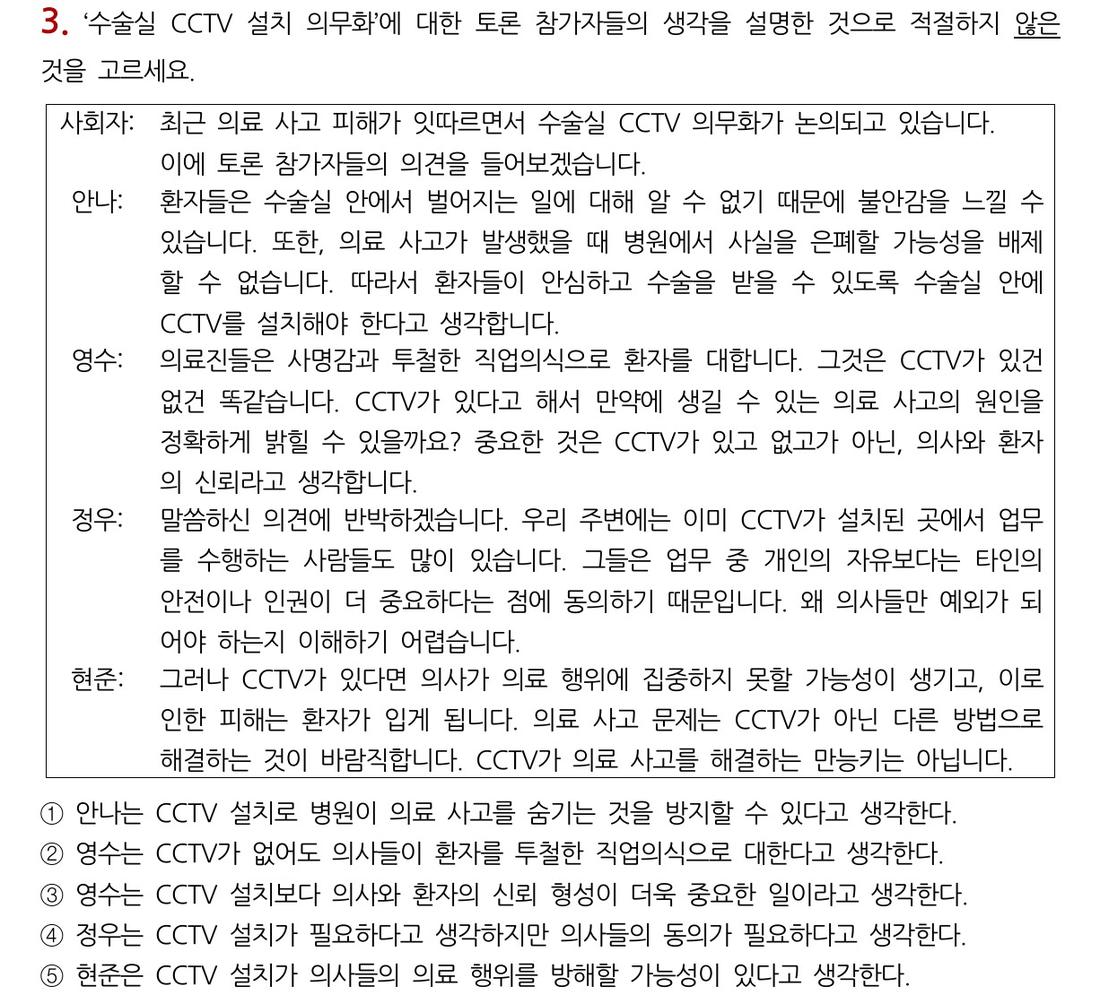 3. ‘수술실 CCTV 설치 의무화’에 대한 토론 참가자들의 생각을 설명한 것으로 적절하지 않은
것을 고르세요.
사회자: 최근 의료 사고 피해가 잇따르면서 수술실 CCTV 의무화가 논의되고 있습니다.
이에 토론 참가자들의 의견을 들어보겠습니다.
안나: 환자들은 수술실 안에서 벌어지는 일에 대해 알 수 없기 때문에 불안감을 느낄 수
있습니다. 또한, 의료 사고가 발생했을 때 병원에서 사실을 은폐할 가능성을 배제
할 수 없습니다. 따라서 환자들이 안심하고 수술을 받을 수 있도록 수술실 안에
CCTV를 설치해야 한다고 생각합니다.
영수: 의료진들은 사명감과 투철한 직업의식으로 환자를 대합니다. 그것은 CCTV가 있건
없건 똑같습니다. CCTV가 있다고 해서 만약에 생길 수 있는 의료 사고의 원인을
정확하게 밝힐 수 있을까요? 중요한 것은 CCTV가 있고 없고가 아닌, 의사와 환자
의 신뢰라고 생각합니다.
정우: 말씀하신 의견에 반박하겠습니다. 우리 주변에는 이미 CCTV가 설치된 곳에서 업무
를 수행하는 사람들도 많이 있습니다. 그들은 업무 중 개인의 자유보다는 타인의
안전이나 인권이 더 중요하다는 점에 동의하기 때문입니다. 왜 의사들만 예외가 되
어야 하는지 이해하기 어렵습니다.
현준: 그러나 CCTV가 있다면 의사가 의료 행위에 집중하지 못할 가능성이 생기고, 이로
인한 피해는 환자가 입게 됩니다. 의료 사고 문제는 CCTV가 아닌 다른 방법으로
해결하는 것이 바람직합니다. CCTV가 의료 사고를 해결하는 만능키는 아닙니다.
① 안나는 CCTV 설치로 병원이 의료 사고를 숨기는 것을 방지할 수 있다고 생각한다.
② 영수는 CCTV가 없어도 의사들이 환자를 투철한 직업의식으로 대한다고 생각한다.
③ 영수는 CCTV 설치보다 의사와 환자의 신뢰 형성이 더욱 중요한 일이라고 생각한다.
④ 정우는 CCTV 설치가 필요하다고 생각하지만 의사들의 동의가 필요하다고 생각한다.
⑤ 현준은 CCTV 설치가 의사들의 의료 행위를 방해할 가능성이 있다고 생각한다.